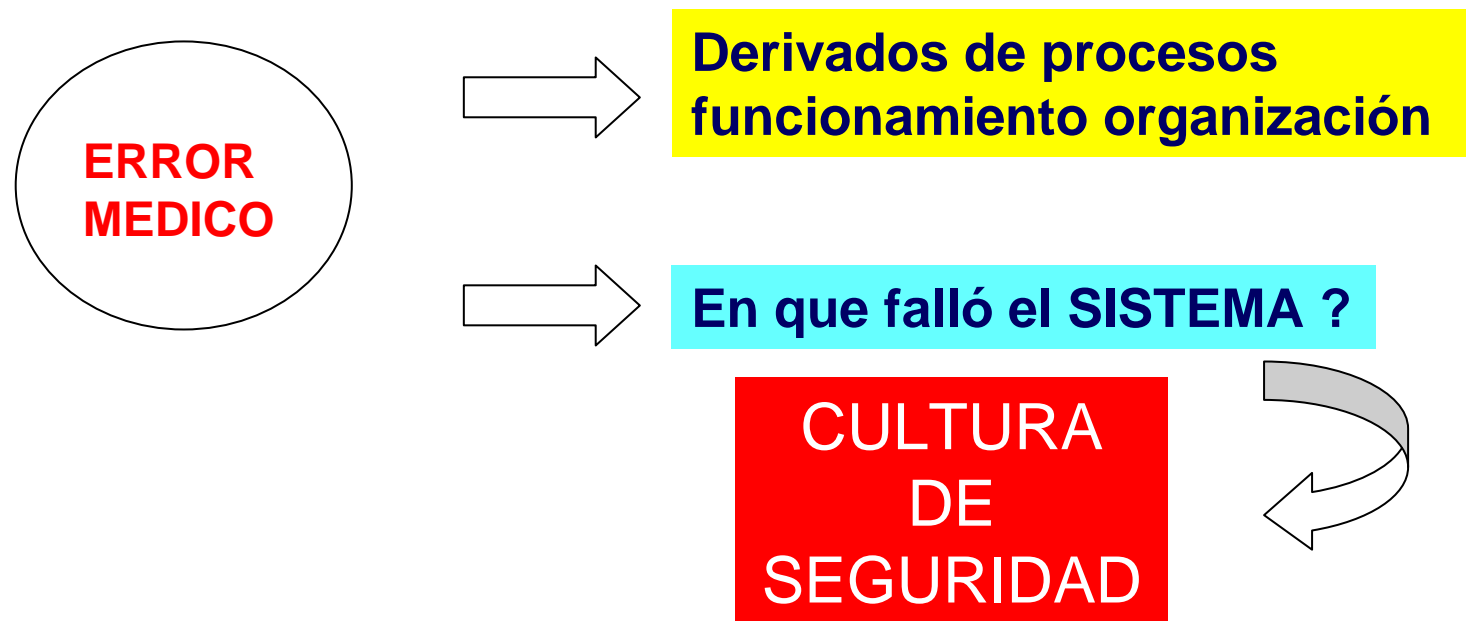 ERROR
MEDICO
Derivados de procesos
funcionamiento organización
En que falló el SISTEMA ?
CULTURA
DE
SEGURIDAD